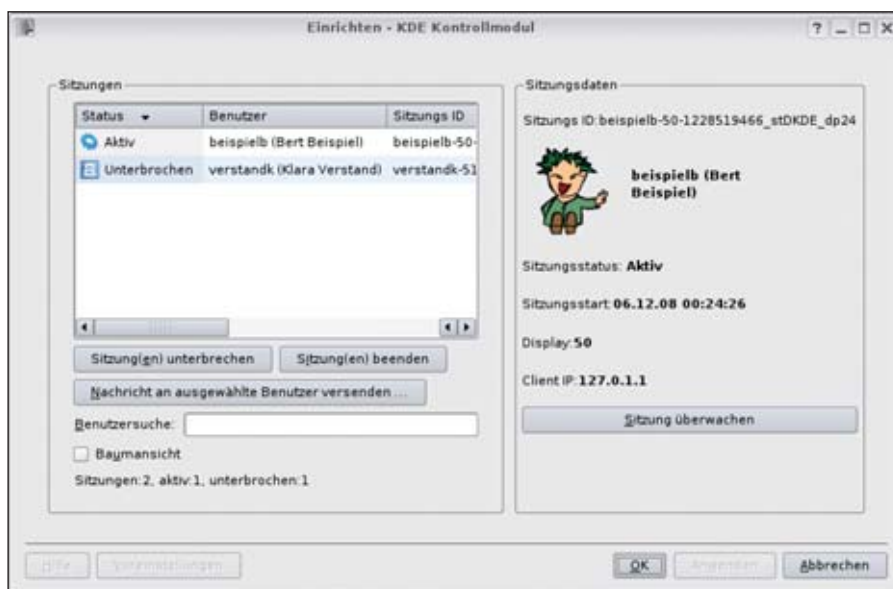 Einrichten - KDE Kontrollmodul
Sitzungen
Status Benutzer Sitzungs ID
Aktiv beispielb (Bert Beispiel) beispielb-50-
Unterbrochen verstandk (Klara Verstand) verstandk-51
Sitzung(en) unterbrechen Sitzung(en) beenden
Nachricht an ausgewählte Benutzer versenden ...
Benutzersuche:
Baumansicht
Sitzungen:2, aktiv:1, unterbrochen:1
Sitzungsdaten
Sitzungs ID:beispielb-50-1228519466_stDKDE_dp24
beispielb (Bert
Beispiel)
Sitzungsstatus: Aktiv
Sitzungsstart:06.12.08 00:24:26
Display:50
Client IP:127.0.1.1
Sitzung überwachen
Hilfe Voreinstellungen OK Anwenden Abbrechen